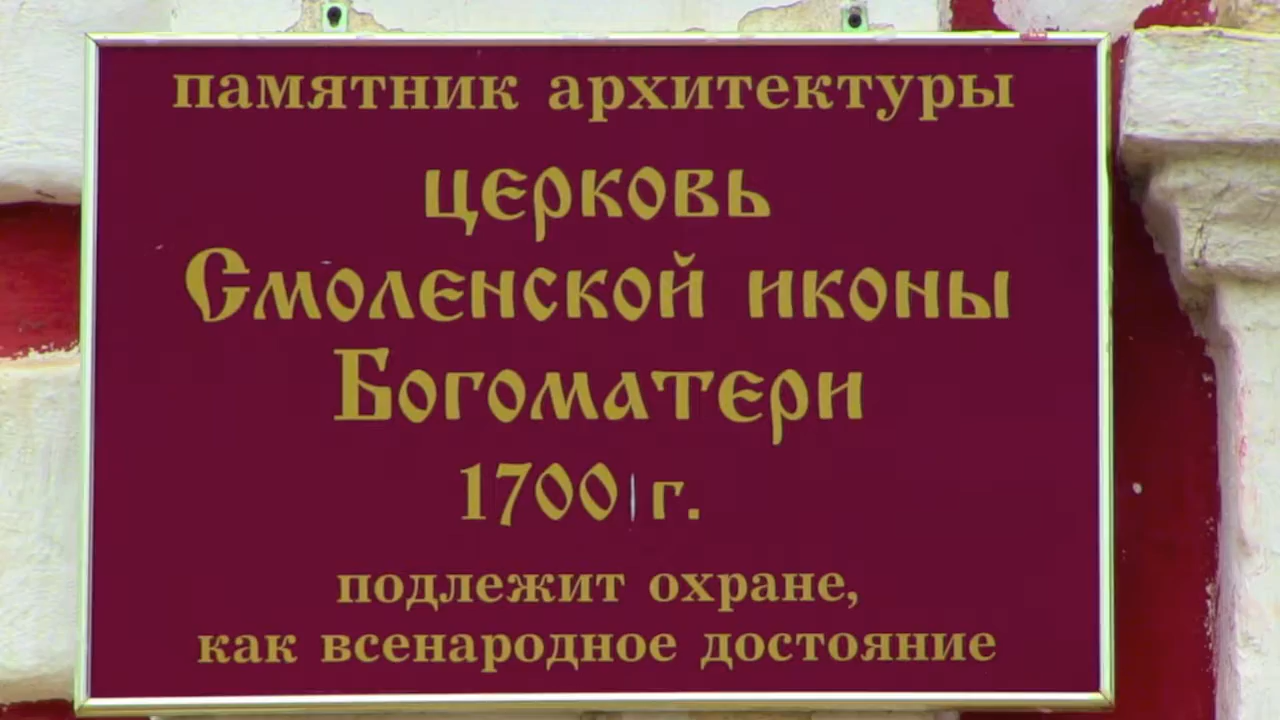 памятник архитектуры
церковь
Смоленской иконы
Богоматери
1700 г.
подлежит охране,
как всенародное достояние